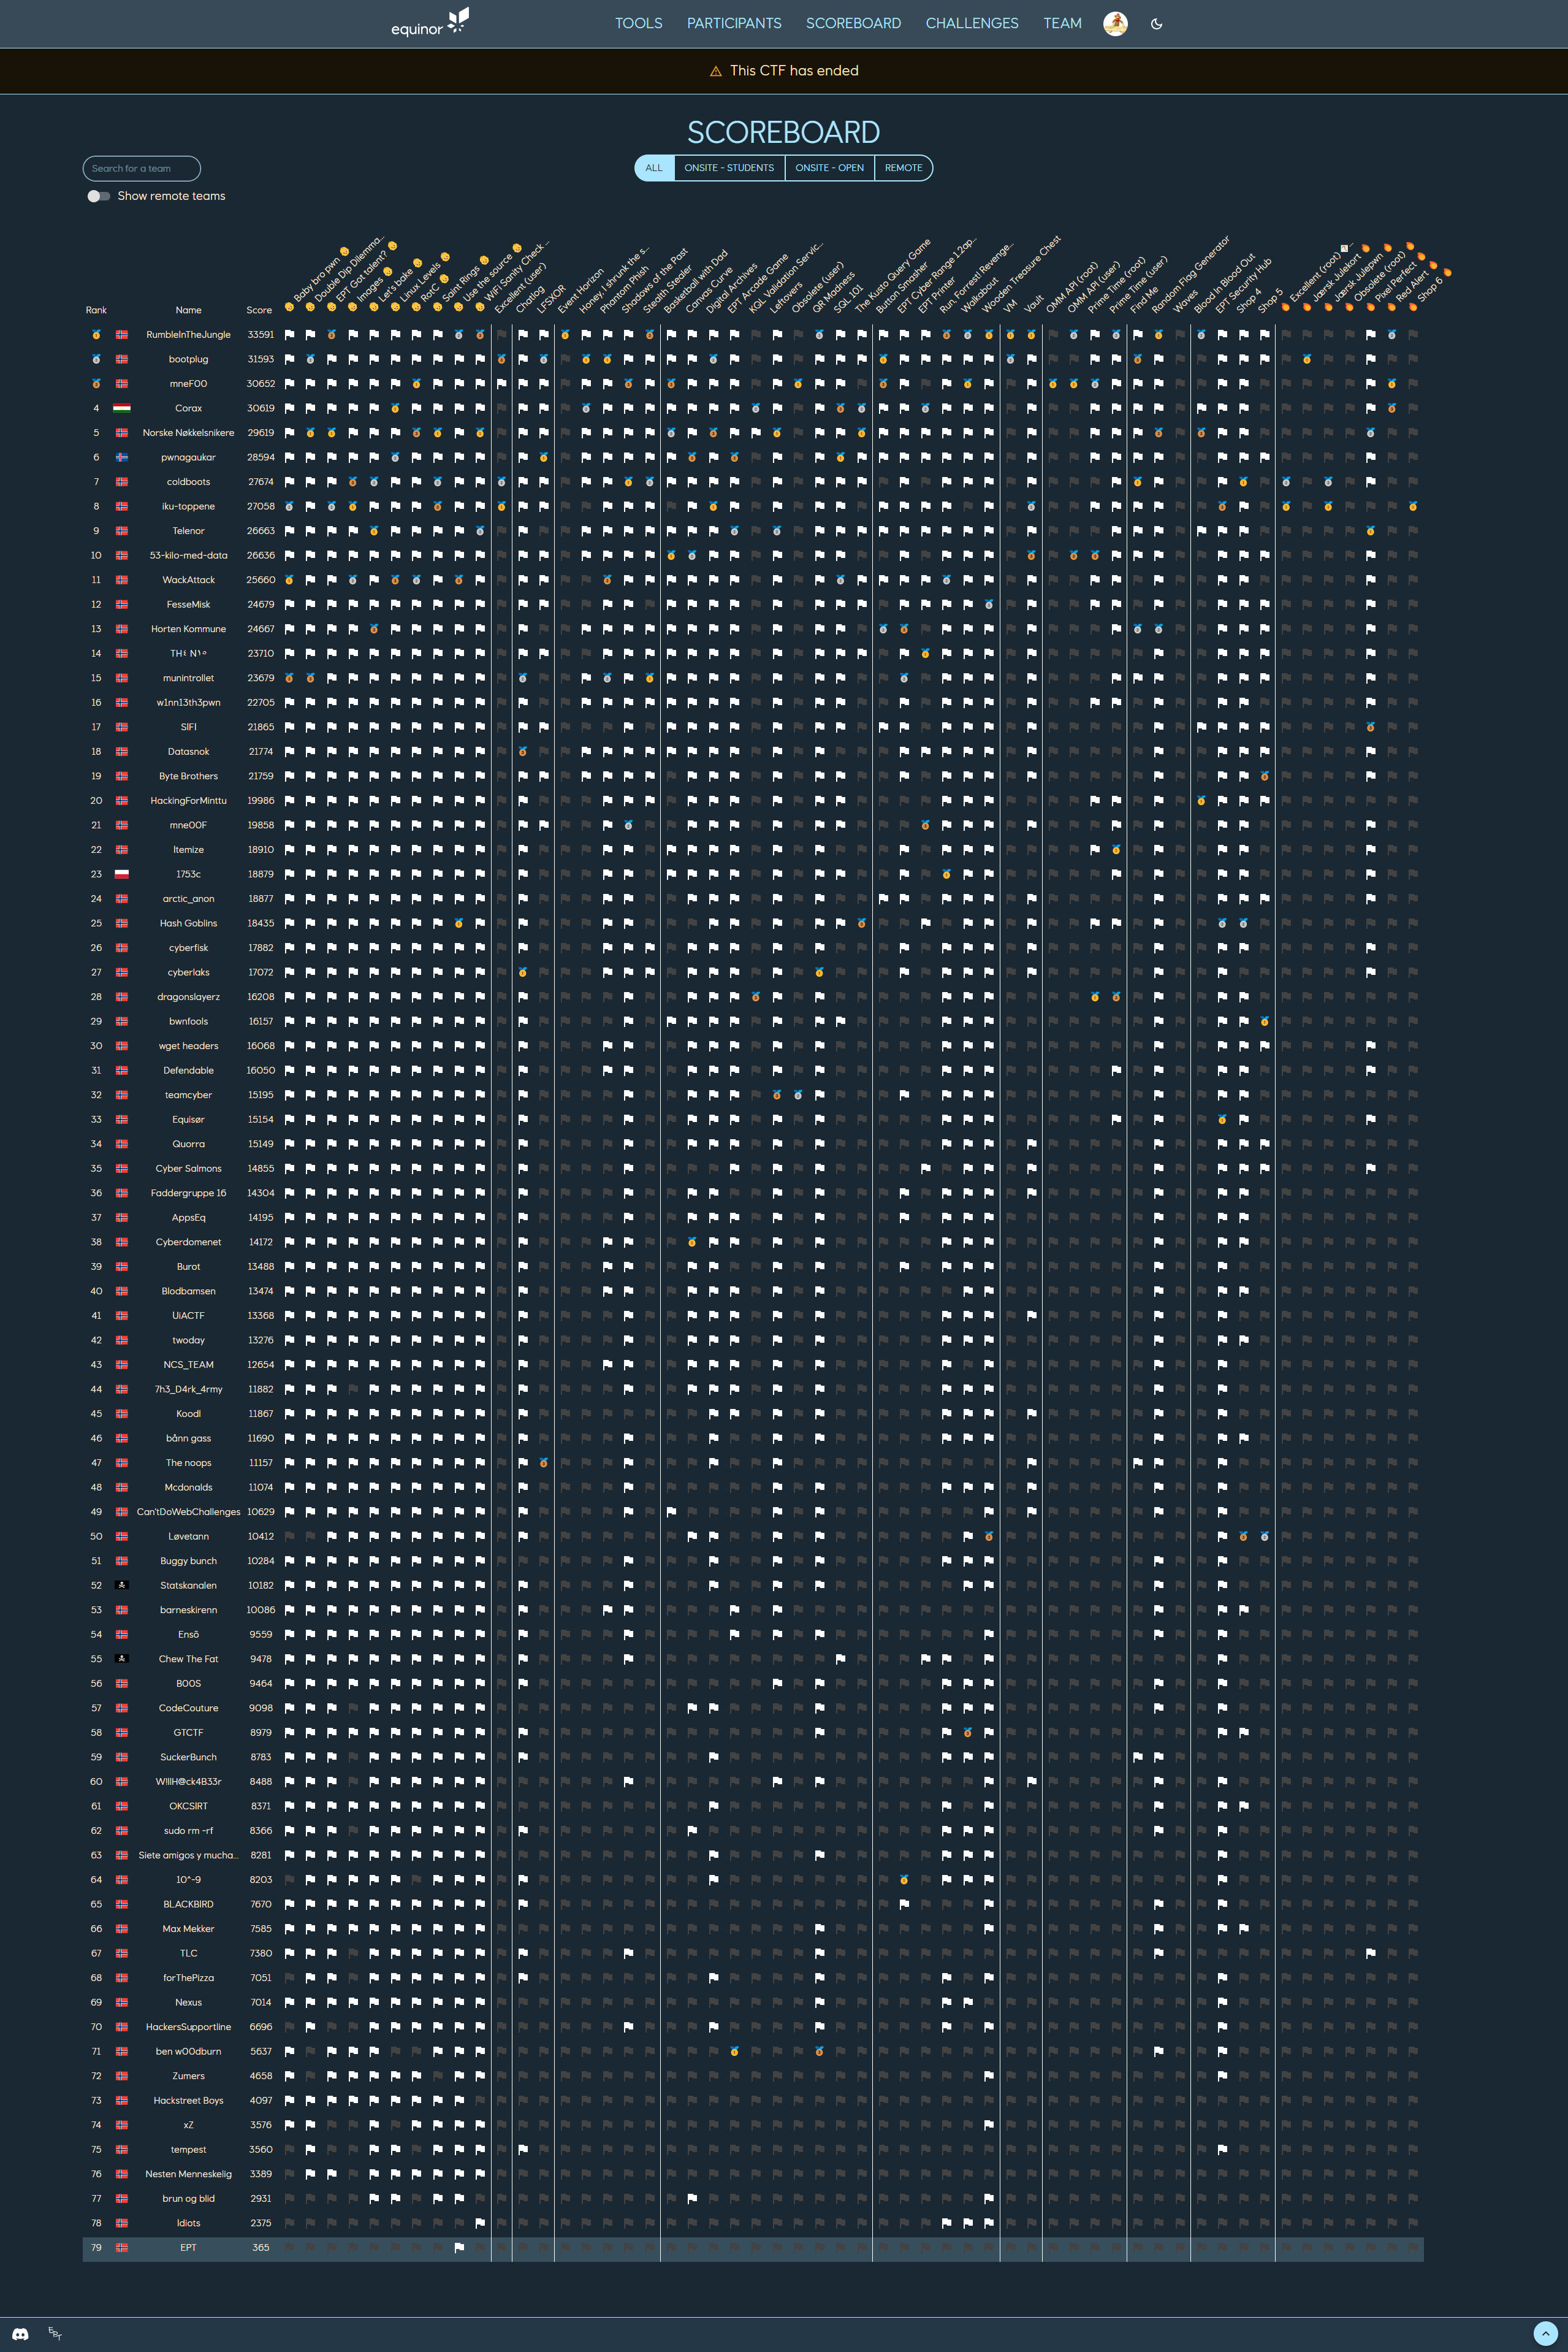 equinor
TOOLS PARTICIPANTS SCOREBOARD CHALLENGES TEAM
This CTF has ended
SCOREBOARD
Search for a team
ALL ONSITE - STUDENTS ONSITE - OPEN REMOTE
Show remote teams
Rank Name Score
Baby bro pwn
Double Dip Dilemma...
EPT Got talent?
Images
Let's bake
Linux Levels
RotC
Saint Rings
Use the source
WiFi Sanity Check ...
Excellent (user)
Chatlog
LFSXOR
Event Horizon
Honey, I shrunk the s...
Phantom Phish
Shadows of the Past
Stealth Stealer
Basketball with Dad
Canvas Curve
Digital Archives
EPT Arcade Game
KQL Validation Servic...
Leftovers
Obsolete (user)
QR Madness
SQL 101
The Kusto Query Game
Button Smasher
EPT Cyber Range 1.2ap...
EPT Printer
Run, Forrest! Revenge...
Walkabout
Wooden Treasure Chest
VM
Vault
OMM API (root)
OMM API (user)
Prime Time (root)
Prime Time (user)
Find Me
Random Flag Generator
Waves
Blood In Blood Out
EPT Security Hub
Shop 4
Shop 5
Excellent (root)
Jærsk Julekort
Jærsk Julepwn
Obsolete (root)
Pixel Perfect
Red Alert
Shop 6
RumbleInTheJungle 33591
bootplug 31593
mneF00 30652
4 Corax 30619
5 Norske Nøkkelsnikere 29619
6 pwnagaukar 28594
7 coldboots 27674
8 iku-toppene 27058
9 Telenor 26663
10 53-kilo-med-data 26636
11 WackAttack 25660
12 FesseMisk 24679
13 Horten Kommune 24667
14 23710
15 munintrollet 23679
16 w1nn13th3pwn 22705
17 SIFI 21865
18 Datasnok 21774
19 Byte Brothers 21759
20 HackingForMinttu 19986
21 mne00F 19858
22 Itemize 18910
23 1753c 18879
24 arctic_anon 18877
25 Hash Goblins 18435
26 cyberfisk 17882
27 cyberlaks 17072
28 dragonslayerz 16208
29 bwnfools 16157
30 wget headers 16068
31 Defendable 16050
32 teamcyber 15195
33 Equisør 15154
34 Quorra 15149
35 Cyber Salmons 14855
36 Faddergruppe 16 14304
37 AppsEq 14195
38 Cyberdomenet 14172
39 Burot 13488
40 Blodbamsen 13474
41 UiACTF 13368
42 twoday 13276
43 NCS_TEAM 12654
44 7h3_D4rk_4rmy 11882
45 Koodl 11867
46 bånn gass 11690
47 The noops 11157
48 Mcdonalds 11074
49 Can'tDoWebChallenges 10629
50 Løvetann 10412
51 Buggy bunch 10284
52 Statskanalen 10182
53 barneskirenn 10086
54 Ensō 9559
55 Chew The Fat 9478
56 B00S 9464
57 CodeCouture 9098
58 GTCTF 8979
59 SuckerBunch 8783
60 W!llH@ck4B33r 8488
61 OKCSIRT 8371
62 sudo rm -rf 8366
63 Siete amigos y mucha... 8281
64 10^-9 8203
65 BLACKBIRD 7670
66 Max Mekker 7585
67 TLC 7380
68 forThePizza 7051
69 Nexus 7014
70 HackersSupportline 6696
71 ben w00dburn 5637
72 Zumers 4658
73 Hackstreet Boys 4097
74 xZ 3576
75 tempest 3560
76 Nesten Menneskelig 3389
77 brun og blid 2931
78 Idiots 2375
79 EPT 365
EPT